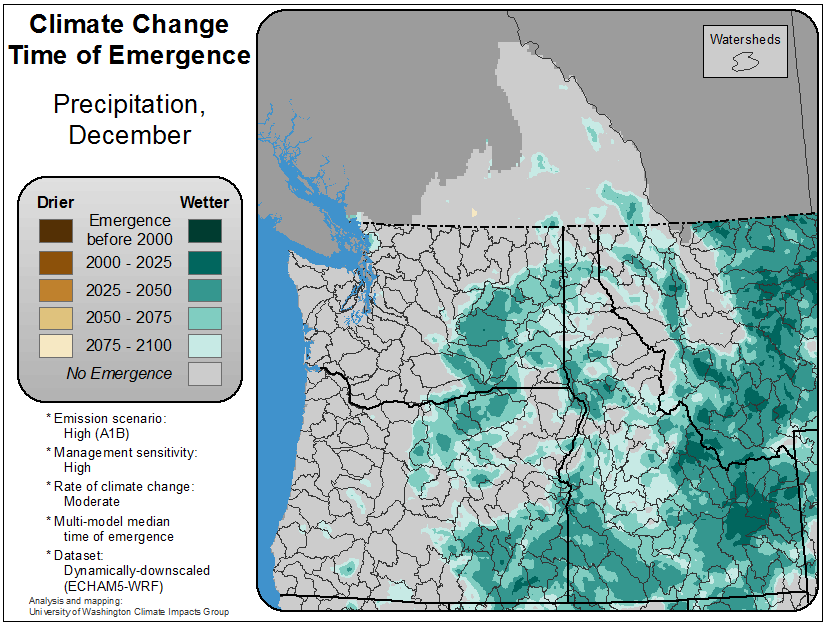 Climate Change
Time of Emergence
Precipitation,
December
Drier Wetter
Emergence
before 2000
2000 - 2025
2025 - 2050
2050 - 2075
2075 - 2100
No Emergence
* Emission scenario:
High (A1B)
* Management sensitivity:
High
* Rate of climate change:
Moderate
* Multi-model median
time of emergence
* Dataset:
Dynamically-downscaled
(ECHAM5-WRF)
Analysis and mapping:
University of Washington Climate Impacts Group
Watersheds